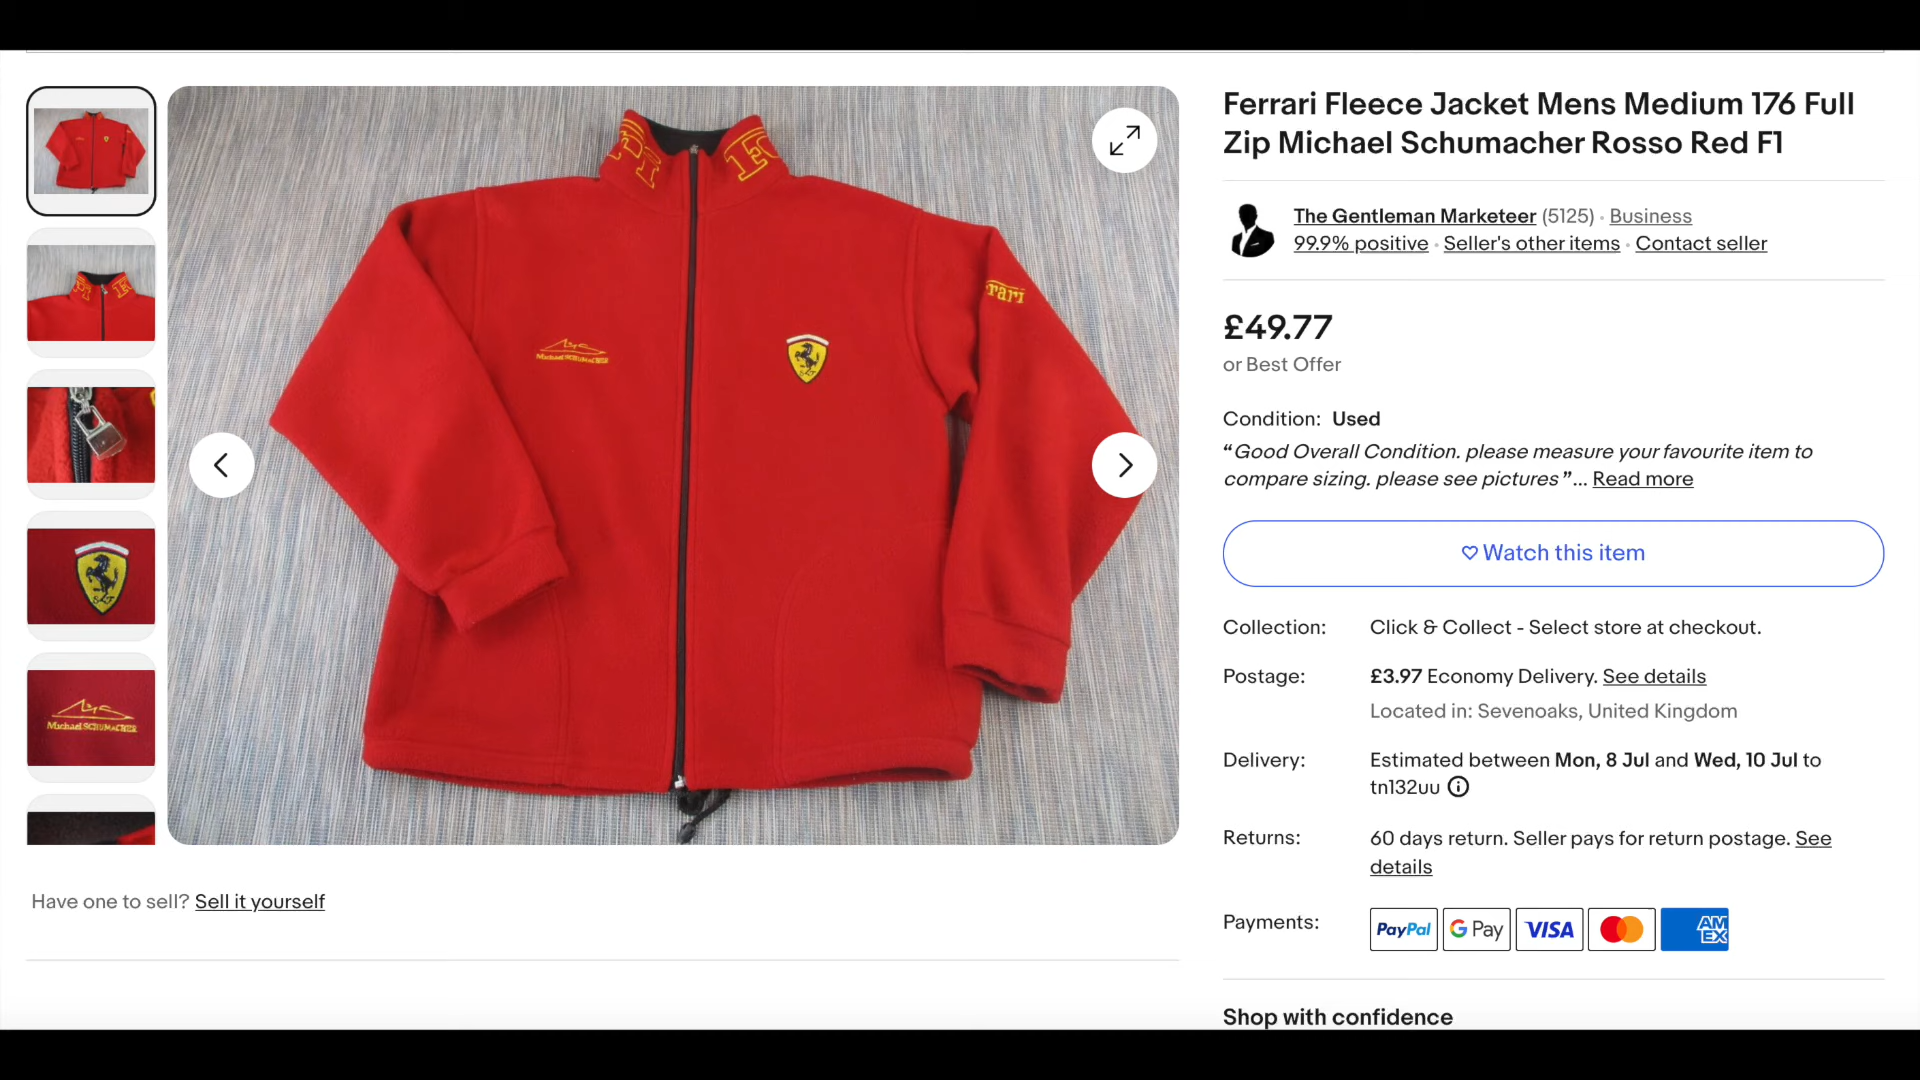 Ferrari Fleece Jacket Mens Medium 176 Full
Zip Michael Schumacher Rosso Red F1
The Gentleman Marketeer (5125) · Business
99.9% positive · Seller's other items · Contact seller
£49.77
or Best Offer
Condition: Used
“Good Overall Condition. please measure your favourite item to
compare sizing. please see pictures”... Read more
Watch this item
Collection: Click & Collect - Select store at checkout.
Postage: £3.97 Economy Delivery. See details
Located in: Sevenoaks, United Kingdom
Delivery: Estimated between Mon, 8 Jul and Wed, 10 Jul to
tn132uu
Returns: 60 days return. Seller pays for return postage. See
details
Payments: PayPal G Pay VISA AM
EX
Shop with confidence
Michael SCHUMACHER
rari
S F
Michael SCHUMACHER
Have one to sell? Sell it yourself